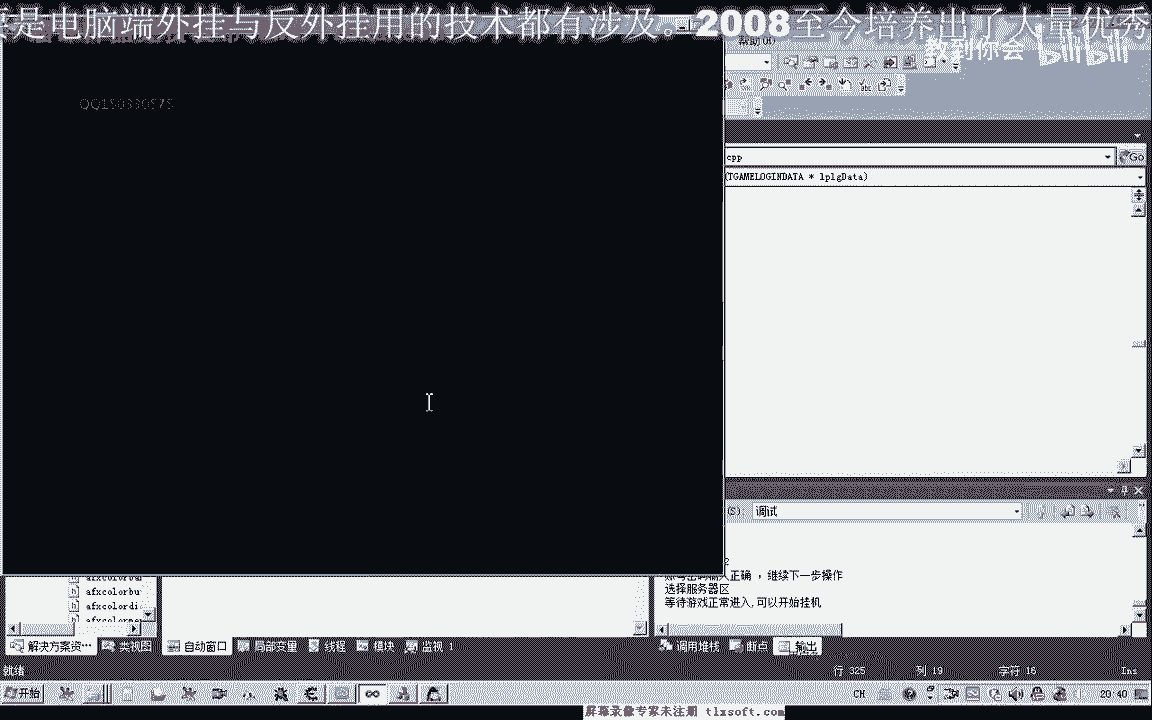 是电脑端外挂与反外挂用的技术都有涉及。2008至今培养出了大量优秀
教到你会 bilibili
帮助(H)
QQ150330575
cpp
Go
(TGAMELOGINDATA * lplgData)
(S): 调试
2
正确 ，继续下一步操作
选择服务器区
等待游戏正常进入,可以开始挂机
afxcolorbu
afxcolordi
解决方案资… 类视图 自动窗口 局部变量 线程 模块 监视 1 调用堆栈 断点 输出
就绪 行 325 列 19 字符 16 Ins
开始 CH 20:40
屏幕录像专家未注册 tlxsoft.com